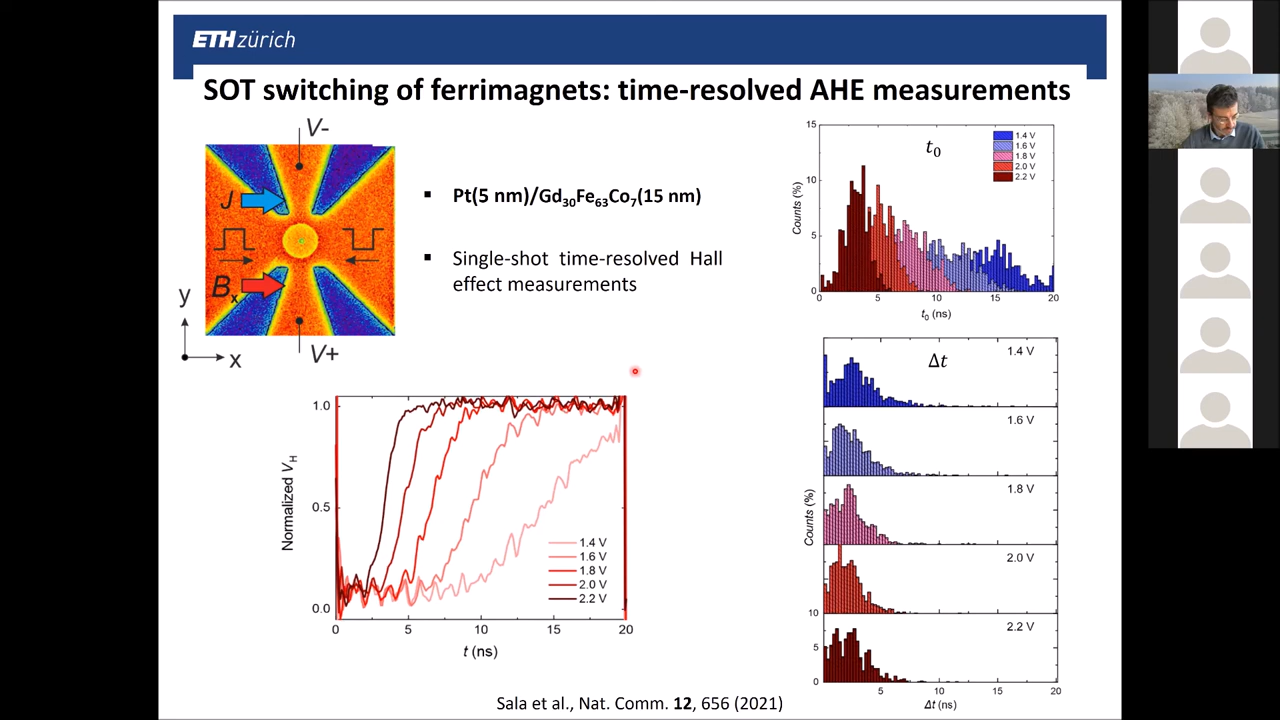 ETH zürich
SOT switching of ferrimagnets: time-resolved AHE measurements
V-
J
Bx
V+
y
x
▪ Pt(5 nm)/Gd30Fe63Co7(15 nm)
▪ Single-shot time-resolved Hall
effect measurements
Normalized VH
1.0
0.5
0.0
1.4 V
1.6 V
1.8 V
2.0 V
2.2 V
0 5 10 15 20
t (ns)
t0
1.4 V
1.6 V
1.8 V
2.0 V
2.2 V
Counts (%)
15
10
5
0
0 5 10 15 20
t0 (ns)
Δt
1.4 V
1.6 V
1.8 V
2.0 V
2.2 V
Counts (%)
10
5
0
5 10 15 20
Δt (ns)
Sala et al., Nat. Comm. 12, 656 (2021)